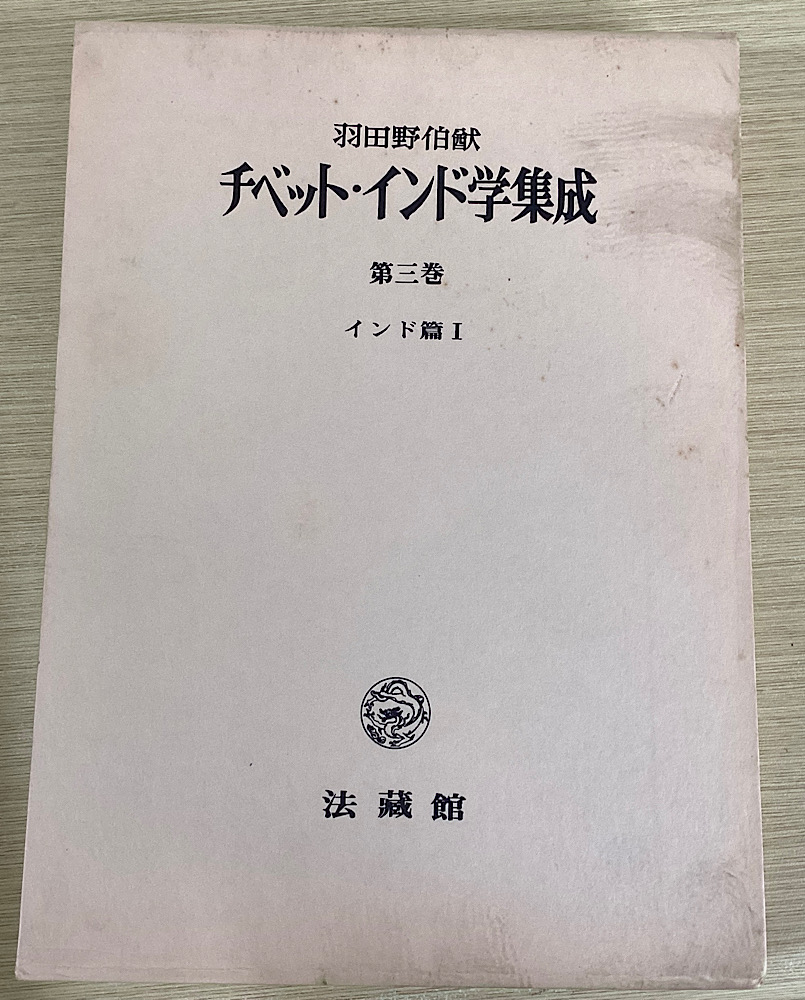 羽田野伯猷
チベット・インド学集成
第三巻
インド篇 I
法藏館